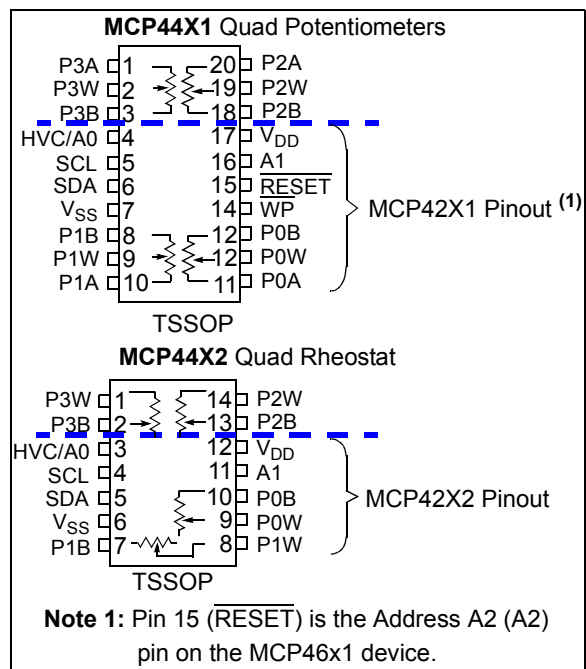 MCP44X1 Quad Potentiometers
P3A 1 20 P2A
P3W 2 19 P2W
P3B 3 18 P2B
HVC/A0 4 17 VDD
SCL 5 16 A1
SDA 6 15 RESET
VSS 7 14 WP
P1B 8 12 P0B
P1W 9 12 P0W
P1A 10 11 P0A
MCP42X1 Pinout (1)
TSSOP
MCP44X2 Quad Rheostat
P3W 1 14 P2W
P3B 2 13 P2B
HVC/A0 3 12 VDD
SCL 4 11 A1
SDA 5 10 P0B
VSS 6 9 P0W
P1B 7 8 P1W
MCP42X2 Pinout
TSSOP
Note 1: Pin 15 (RESET) is the Address A2 (A2)
pin on the MCP46x1 device.